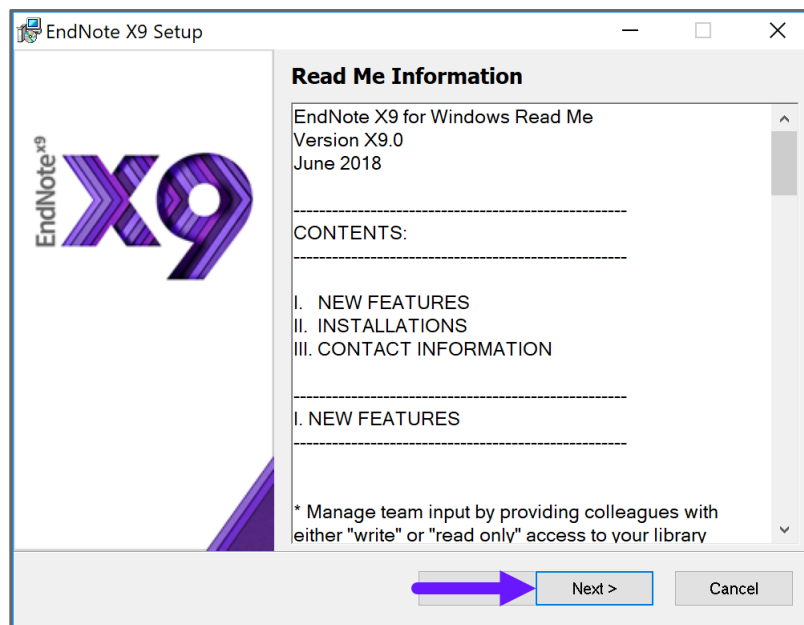 EndNote X9 Setup
Read Me Information
EndNote X9 for Windows Read Me
Version X9.0
June 2018
----------------------------------------------------
CONTENTS:
----------------------------------------------------
I.   NEW FEATURES
II.  INSTALLATIONS
III. CONTACT INFORMATION
----------------------------------------------------
I. NEW FEATURES
----------------------------------------------------
* Manage team input by providing colleagues with
either "write" or "read only" access to your library
EndNote x9
X9
Next >
Cancel